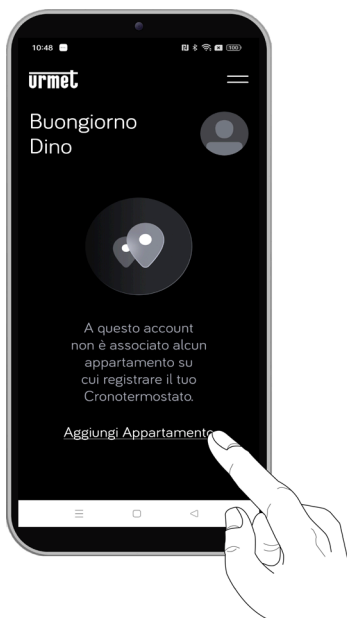 10:48
100
urmet
Buongiorno
Dino
A questo account
non è associato alcun
appartamento su
cui registrare il tuo
Cronotermostato.
Aggiungi Appartamento